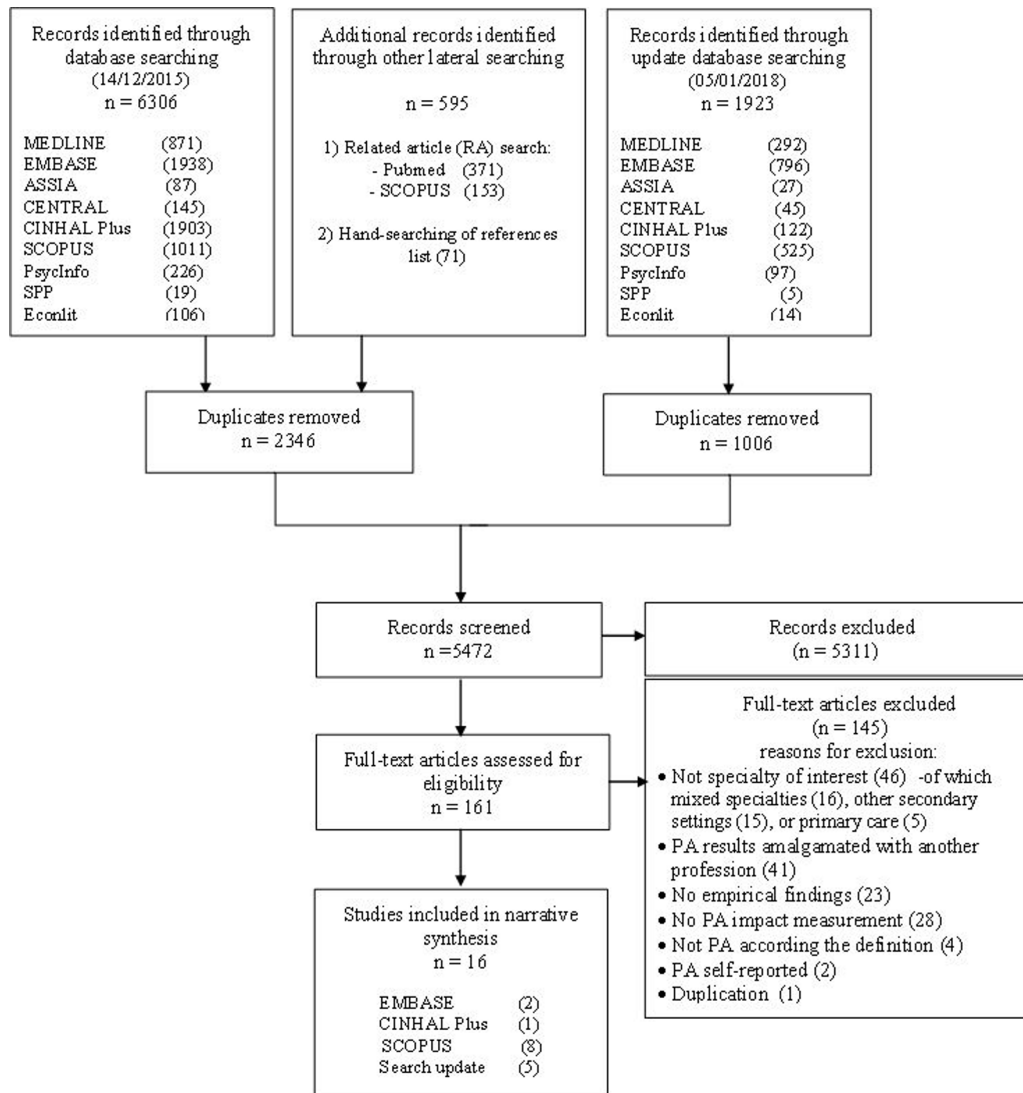 Records identified through
database searching
(14/12/2015)
n = 6306
MEDLINE (871)
EMBASE (1938)
ASSIA (87)
CENTRAL (145)
CINHAL Plus (1903)
SCOPUS (1011)
PsycInfo (226)
SPP (19)
Econlit (106)
Additional records identified
through other lateral searching
n = 595
1) Related article (RA) search:
- Pubmed (371)
- SCOPUS (153)
2) Hand-searching of references
list (71)
Records identified through
update database searching
(05/01/2018)
n = 1923
MEDLINE (292)
EMBASE (796)
ASSIA (27)
CENTRAL (45)
CINHAL Plus (122)
SCOPUS (525)
PsycInfo (97)
SPP (5)
Econlit (14)
Duplicates removed
n = 2346
Duplicates removed
n = 1006
Records screened
n =5472
Records excluded
(n = 5311)
Full-text articles assessed for
eligibility
n = 161
Full-text articles excluded
(n = 145)
reasons for exclusion:
• Not specialty of interest (46) -of which
mixed specialties (16), other secondary
settings (15), or primary care (5)
• PA results amalgamated with another
profession (41)
• No empirical findings (23)
• No PA impact measurement (28)
• Not PA according the definition (4)
• PA self-reported (2)
• Duplication (1)
Studies included in narrative
synthesis
n = 16
EMBASE (2)
CINHAL Plus (1)
SCOPUS (8)
Search update (5)